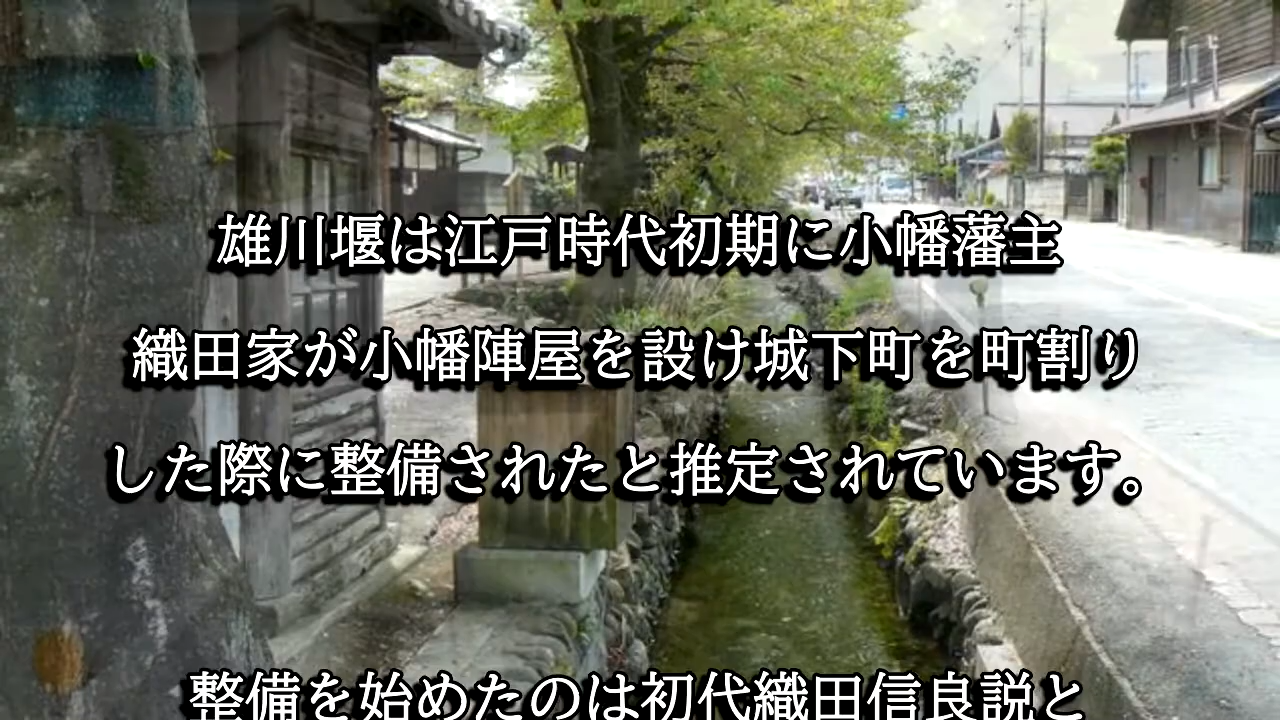 雄川堰は江戸時代初期に小幡藩主
織田家が小幡陣屋を設け城下町を町割り
した際に整備されたと推定されています。
整備を始めたのは初代織田信良説と